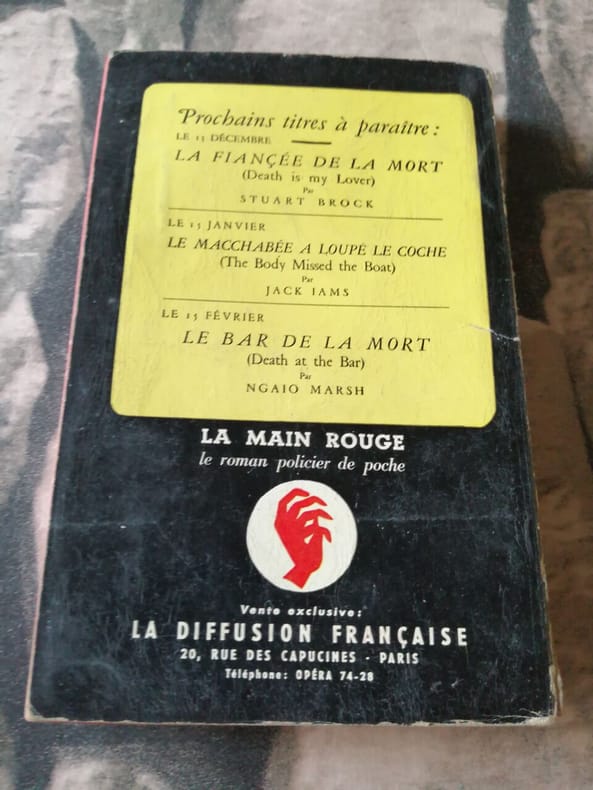 Prochains titres à paraître:
LE 15 DÉCEMBRE
LA FIANÇÉE DE LA MORT
(Death is my Lover)
Par
STUART BROCK
LE 15 JANVIER
LE MACCHABÉE A LOUPÉ LE COCHE
(The Body Missed the Boat)
Par
JACK IAMS
LE 15 FÉVRIER
LE BAR DE LA MORT
(Death at the Bar)
Par
NGAIO MARSH
LA MAIN ROUGE
le roman policier de poche
Vente exclusive:
LA DIFFUSION FRANÇAISE
20, RUE DES CAPUCINES - PARIS
Téléphone: OPÉRA 74-28